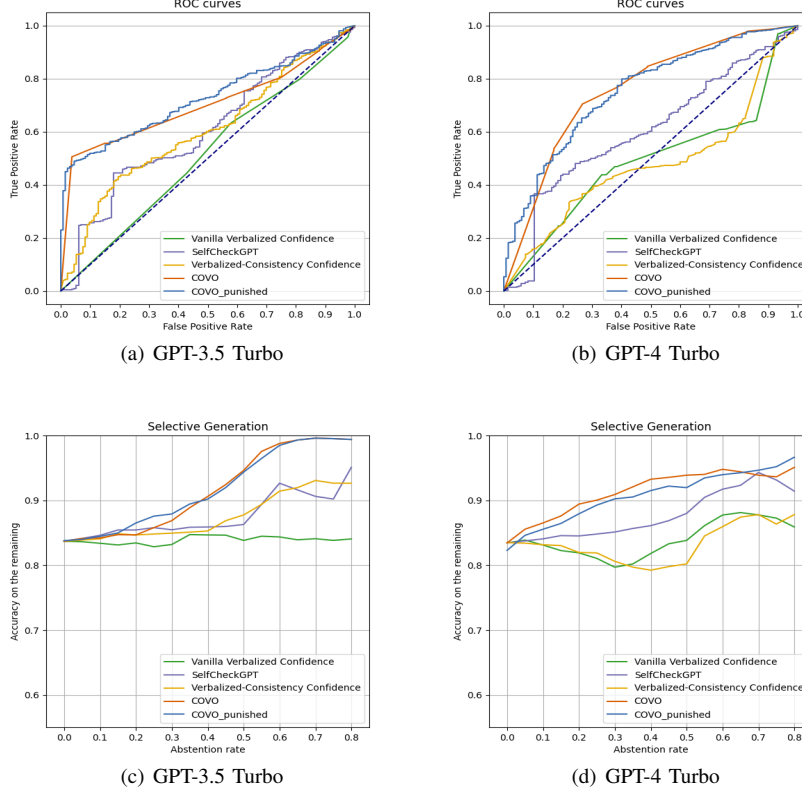 ROC curves
ROC curves
True Positive Rate
1.0
0.8
0.6
0.4
0.2
0.0
Vanilla Verbalized Confidence
SelfCheckGPT
Verbalized-Consistency Confidence
COVO
COVO_punished
0.0 0.1 0.2 0.3 0.4 0.5 0.6 0.7 0.8 0.9 1.0
False Positive Rate
(a) GPT-3.5 Turbo
True Positive Rate
1.0
0.8
0.6
0.4
0.2
0.0
Vanilla Verbalized Confidence
SelfCheckGPT
Verbalized-Consistency Confidence
COVO
COVO_punished
0.0 0.1 0.2 0.3 0.4 0.5 0.6 0.7 0.8 0.9 1.0
False Positive Rate
(b) GPT-4 Turbo
Selective Generation
Accuracy on the remaining
1.0
0.9
0.8
0.7
0.6
Vanilla Verbalized Confidence
SelfCheckGPT
Verbalized-Consistency Confidence
COVO
COVO_punished
0.0 0.1 0.2 0.3 0.4 0.5 0.6 0.7 0.8
Abstention rate
(c) GPT-3.5 Turbo
Selective Generation
Accuracy on the remaining
1.0
0.9
0.8
0.7
0.6
Vanilla Verbalized Confidence
SelfCheckGPT
Verbalized-Consistency Confidence
COVO
COVO_punished
0.0 0.1 0.2 0.3 0.4 0.5 0.6 0.7 0.8
Abstention rate
(d) GPT-4 Turbo